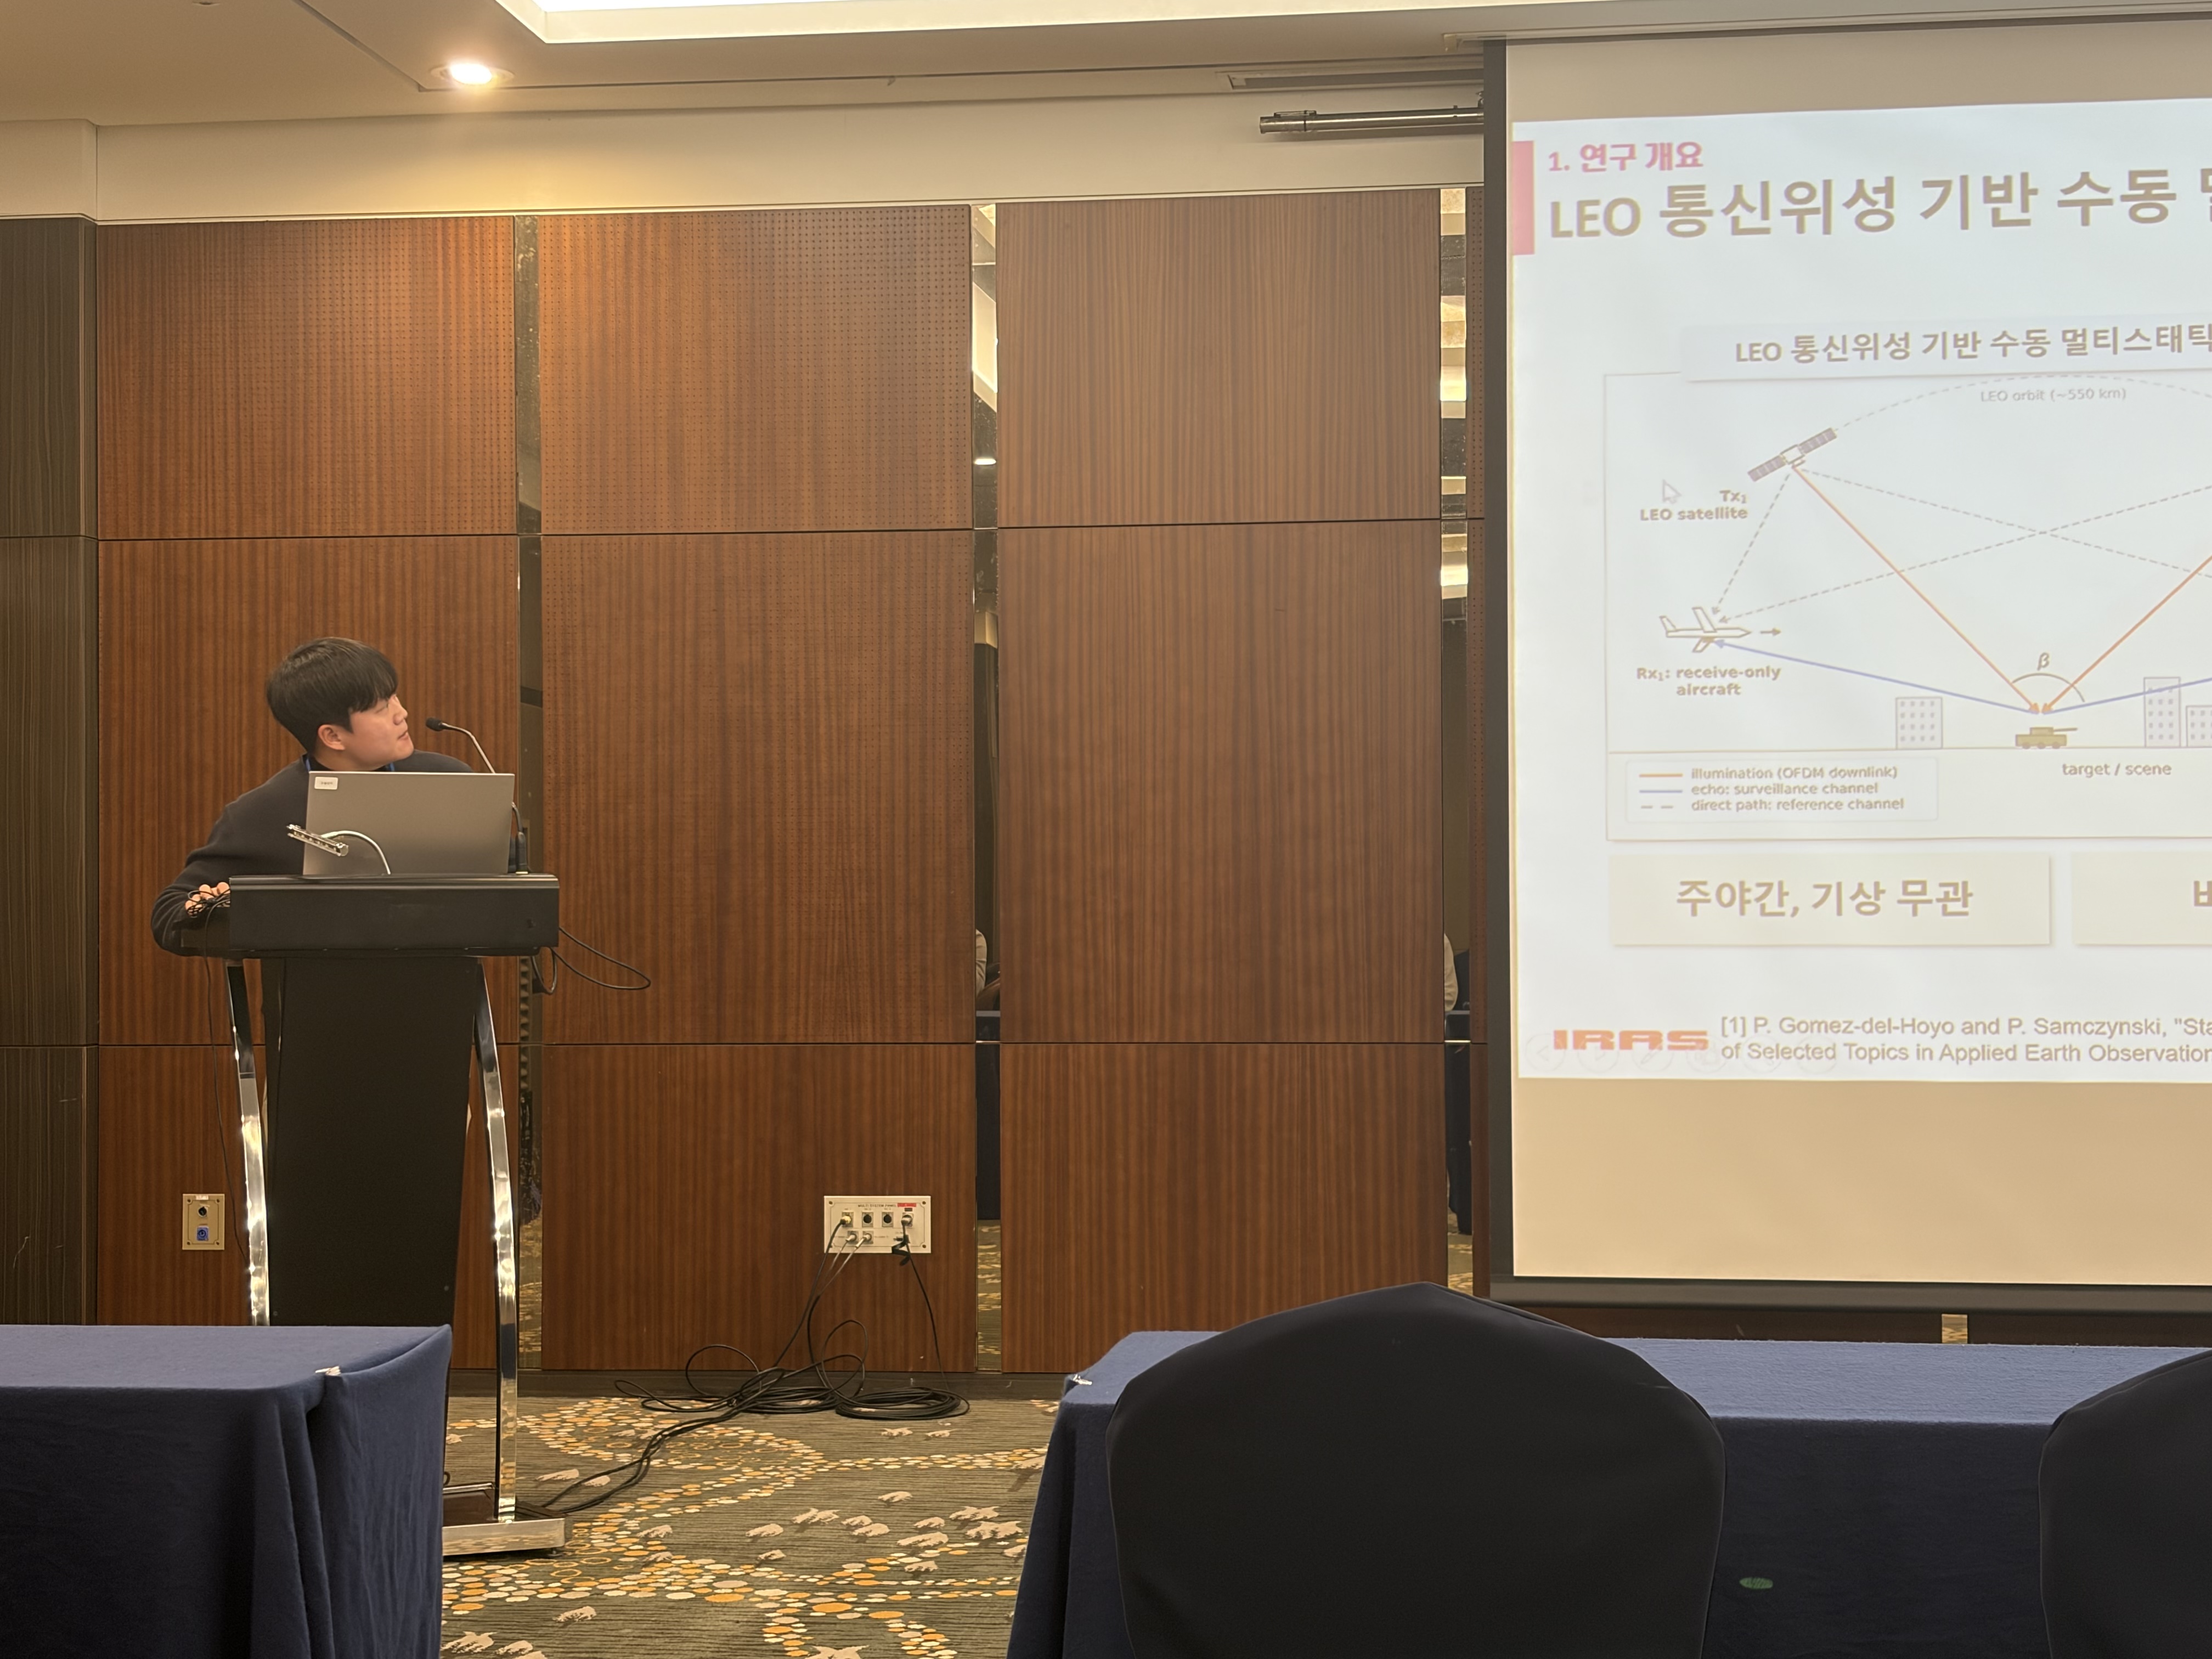 1. 연구 개요
LEO 통신위성 기반 수동
LEO 통신위성 기반 수동 멀티스태틱
LEO orbit (~550 km)
Tx₁
LEO satellite
Rx₁: receive-only
aircraft
β
target / scene
illumination (OFDM downlink)
echo: surveillance channel
direct path: reference channel
주야간, 기상 무관
IRAS
[1] P. Gomez-del-Hoyo and P. Samczynski, "Sta
of Selected Topics in Applied Earth Observation